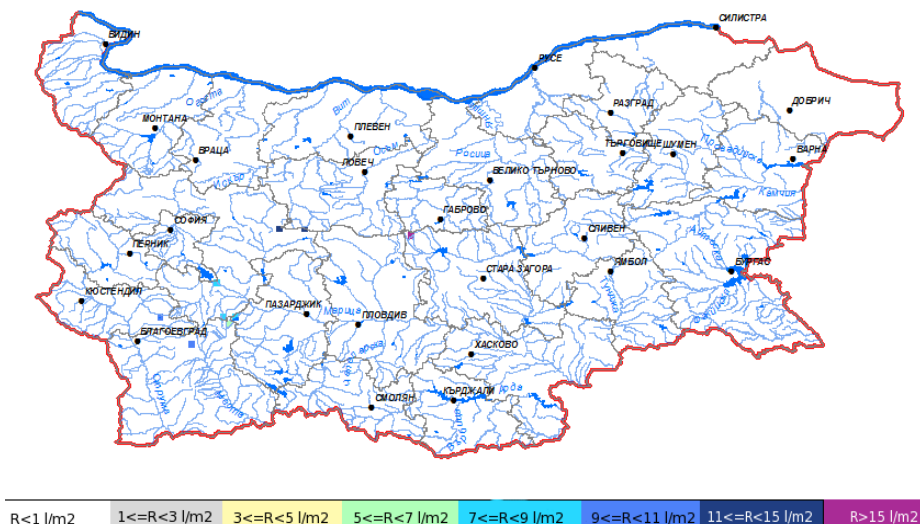 СИЛИСТРА
ВИДИН
РУСЕ
Огоста
Вит
ДОБРИЧ
РАЗГРАД
МОНТАНА
ПЛЕВЕН
Осъм
ТЪРГОВИЩЕ
ШУМЕН
Провадийска
ВРАЦА
Росица
ВАРНА
ЛОВЕЧ
ВЕЛИКО ТЪРНОВО
Искър
Камчия
ГАБРОВО
СОФИЯ
СЛИВЕН
ПЕРНИК
СТАРА ЗАГОРА
ЯМБОЛ
БУРГАС
КЮСТЕНДИЛ
ПАЗАРДЖИК
Марица
ПЛОВДИВ
БЛАГОЕВГРАД
ХАСКОВО
Струма
Места
СМОЛЯН
КЪРДЖАЛИ
R<1 l/m2
1<=R<3 l/m2
3<=R<5 l/m2
5<=R<7 l/m2
7<=R<9 l/m2
9<=R<11 l/m2
11<=R<15 l/m2
R>15 l/m2